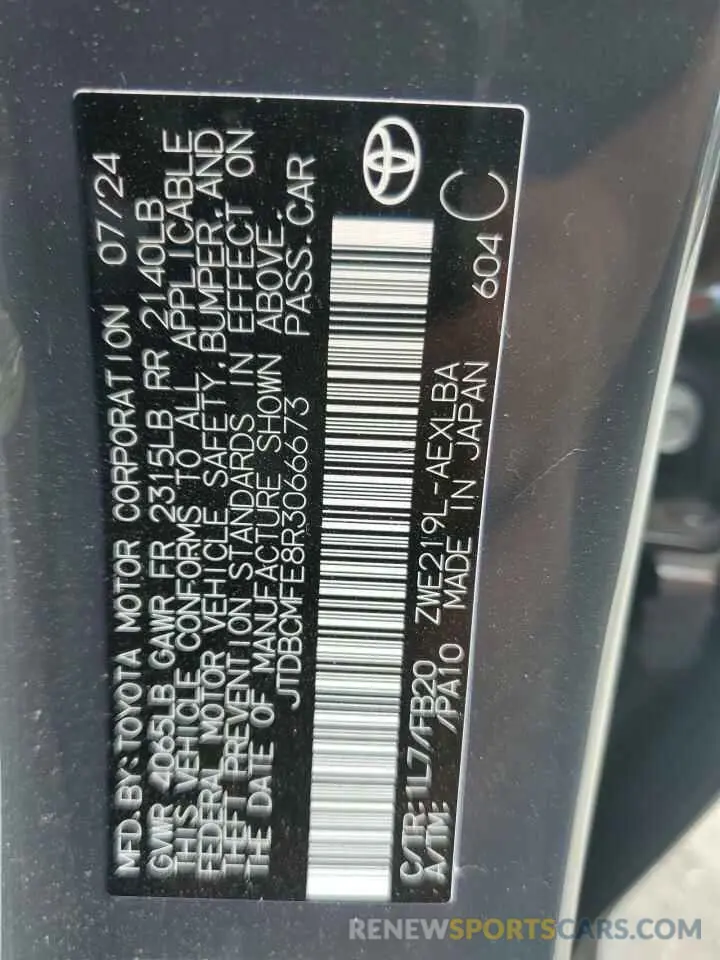 MFD. BY: TOYOTA MOTOR CORPORATION 07/24
GVWR 4065LB GAWR FR 2315LB RR 2140LB
THIS VEHICLE CONFORMS TO ALL APPLICABLE
FEDERAL MOTOR VEHICLE SAFETY, BUMPER, AND
THEFT PREVENTION STANDARDS IN EFFECT ON
THE DATE OF MANUFACTURE SHOWN ABOVE.
JTDBCMFE8R3066673 PASS. CAR
C/TR: 1L7/FB20 ZWE219L-AEXLBA
A/TM: /PA10 MADE IN JAPAN 604 C
RENEWSPORTSCARS.COM